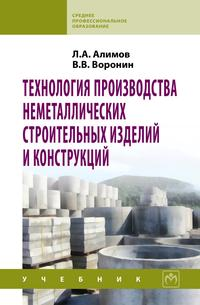 СРЕДНЕЕ
ПРОФЕССИОНАЛЬНОЕ
ОБРАЗОВАНИЕ
Л.А. Алимов
В.В. Воронин
ТЕХНОЛОГИЯ ПРОИЗВОДСТВА
НЕМЕТАЛЛИЧЕСКИХ
СТРОИТЕЛЬНЫХ ИЗДЕЛИЙ
И КОНСТРУКЦИЙ
УЧЕБНИК